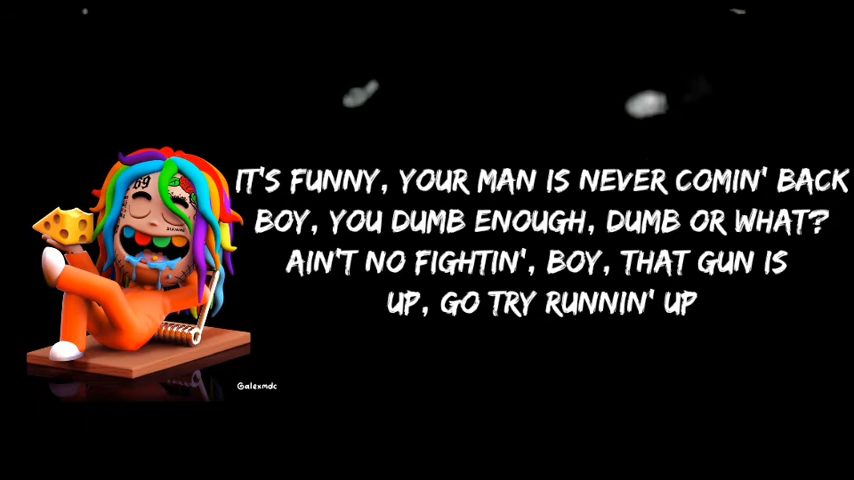 69
IT'S FUNNY, YOUR MAN IS NEVER COMIN' BACK
BOY, YOU DUMB ENOUGH, DUMB OR WHAT?
AIN'T NO FIGHTIN', BOY, THAT GUN IS
UP, GO TRY RUNNIN' UP
@alexmdc